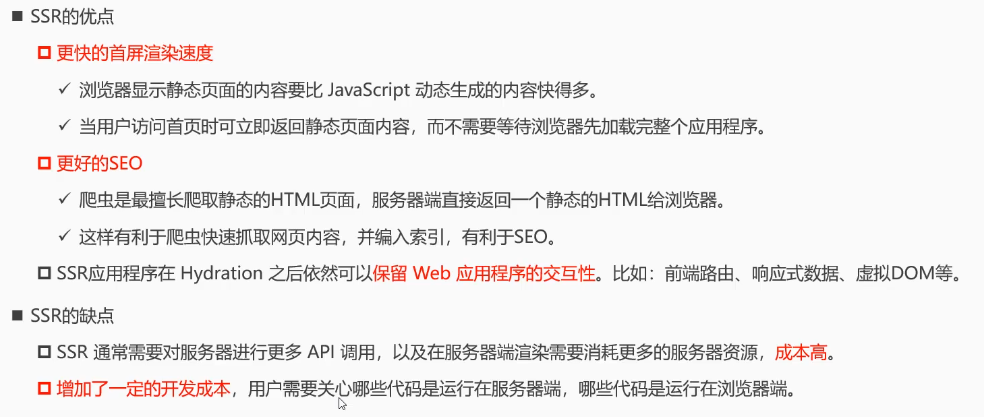 SSR的优点
更快的首屏渲染速度
浏览器显示静态页面的内容要比 JavaScript 动态生成的内容快得多。
当用户访问首页时可立即返回静态页面内容，而不需要等待浏览器先加载完整个应用程序。
更好的SEO
爬虫是最擅长爬取静态的HTML页面，服务器端直接返回一个静态的HTML给浏览器。
这样有利于爬虫快速抓取网页内容，并编入索引，有利于SEO。
SSR应用程序在 Hydration 之后依然可以保留 Web 应用程序的交互性。比如：前端路由、响应式数据、虚拟DOM等。
SSR的缺点
SSR 通常需要对服务器进行更多 API 调用，以及在服务器端渲染需要消耗更多的服务器资源，成本高。
增加了一定的开发成本，用户需要关心哪些代码是运行在服务器端，哪些代码是运行在浏览器端。